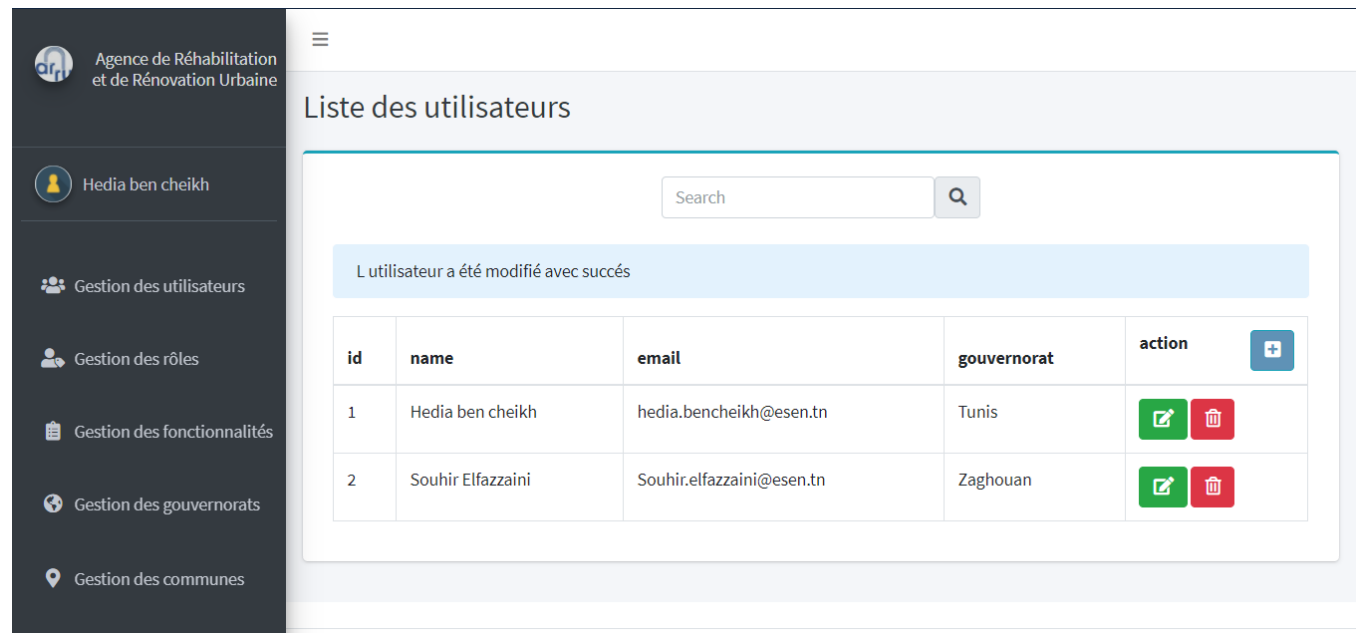 arru
Agence de Réhabilitation
et de Rénovation Urbaine
Hedia ben cheikh
Gestion des utilisateurs
Gestion des rôles
Gestion des fonctionnalités
Gestion des gouvernorats
Gestion des communes
Liste des utilisateurs
Search
L utilisateur a été modifié avec succés
id name email gouvernorat action
1 Hedia ben cheikh hedia.bencheikh@esen.tn Tunis
2 Souhir Elfazzaini Souhir.elfazzaini@esen.tn Zaghouan